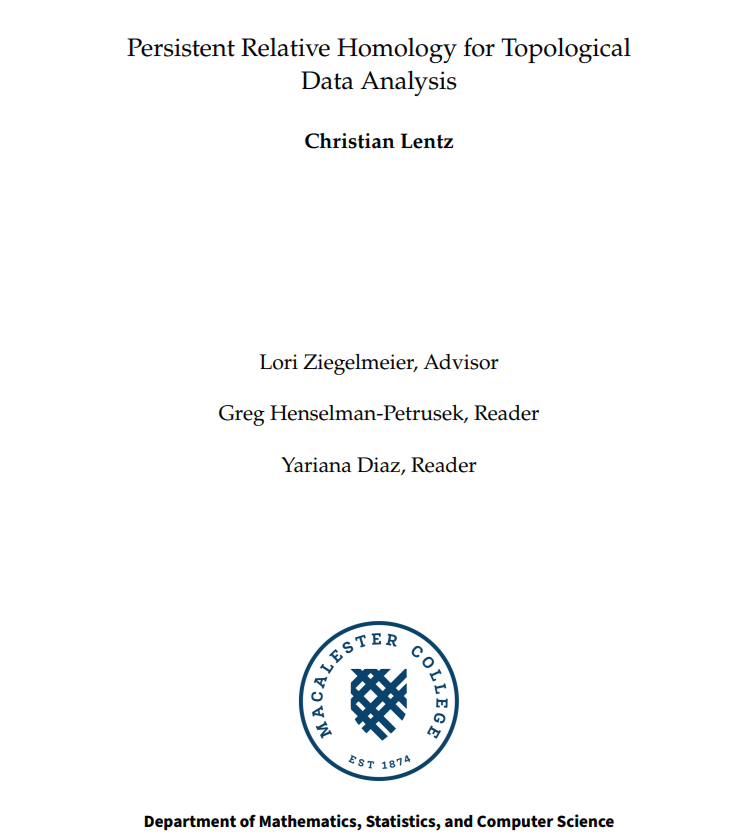 Persistent Relative Homology for Topological
Data Analysis
Christian Lentz
Lori Ziegelmeier, Advisor
Greg Henselman-Petrusek, Reader
Yariana Diaz, Reader
MACALESTER COLLEGE
EST 1874
Department of Mathematics, Statistics, and Computer Science